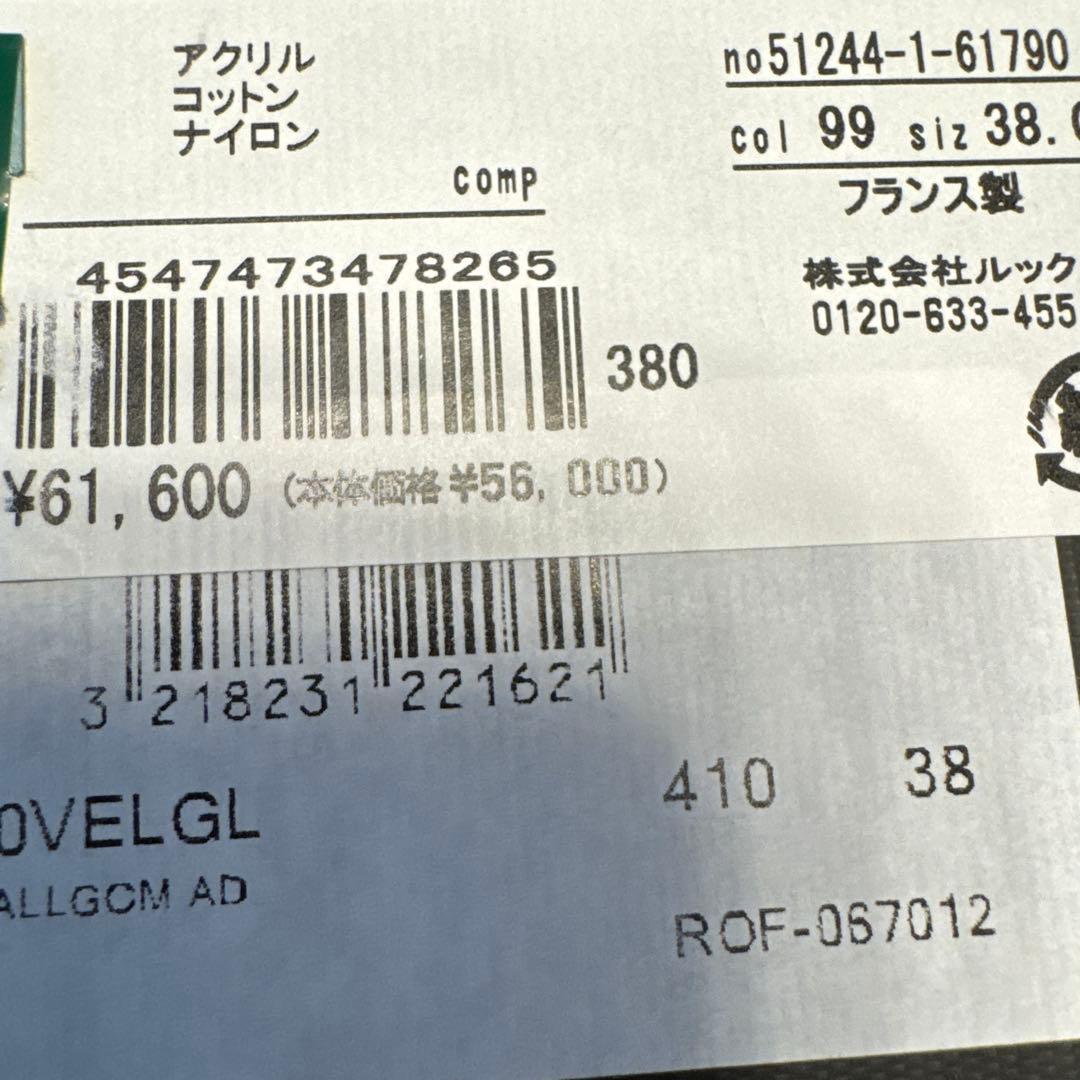 アクリル
コットン
ナイロン
comp
no51244-1-61790
col 99 siz 38.0
フランス製
株式会社ルック
0120-633-455
4547473478265
380
¥61,600 (本体価格¥56,000)
3 218231 221621
410 38
0VELGL
ALLGCM AD
ROF-067012